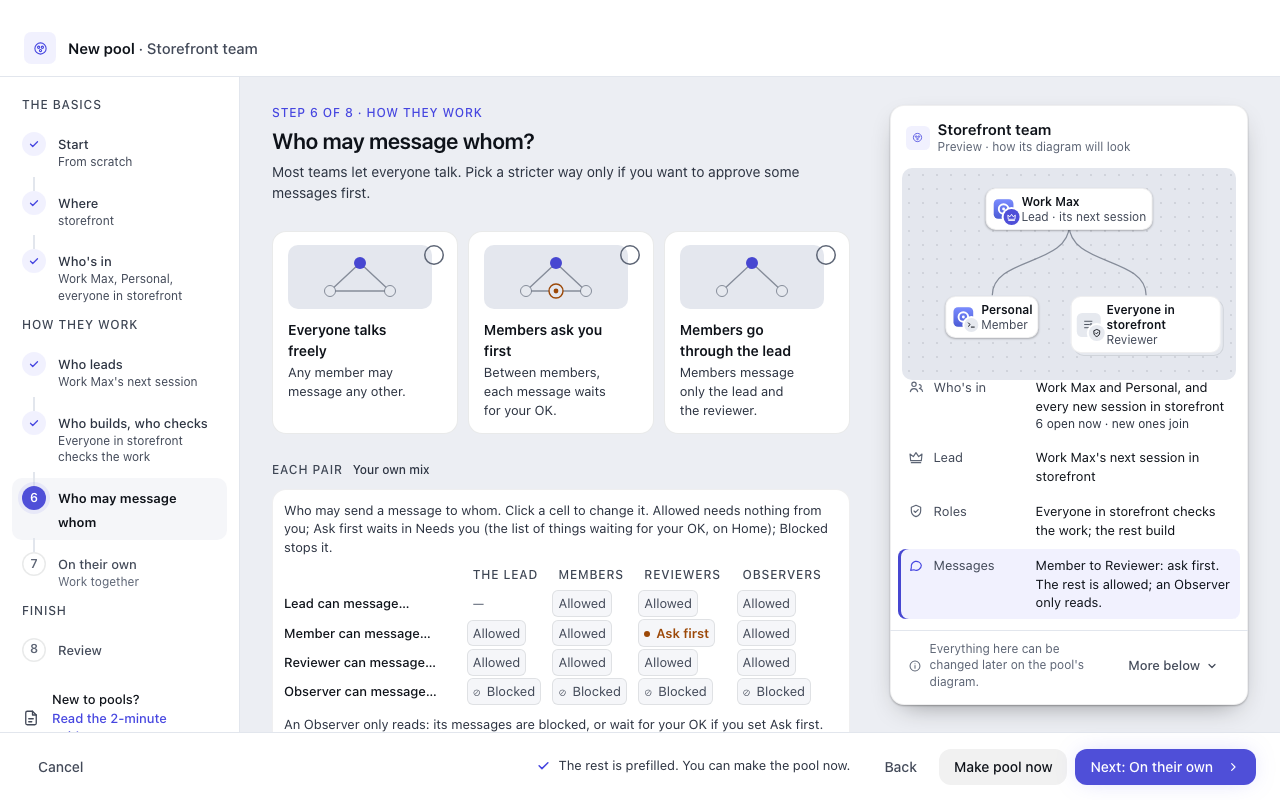 New pool · Storefront team
THE BASICS
Start
From scratch
Where
storefront
Who's in
Work Max, Personal,
everyone in storefront
HOW THEY WORK
Who leads
Work Max's next session
Who builds, who checks
Everyone in storefront
checks the work
6
Who may message
whom
7
On their own
Work together
FINISH
8
Review
New to pools?
Read the 2-minute
STEP 6 OF 8 · HOW THEY WORK
Who may message whom?
Most teams let everyone talk. Pick a stricter way only if you want to approve some
messages first.
Everyone talks
freely
Any member may
message any other.
Members ask you
first
Between members,
each message waits
for your OK.
Members go
through the lead
Members message
only the lead and
the reviewer.
EACH PAIR Your own mix
Who may send a message to whom. Click a cell to change it. Allowed needs nothing from
you; Ask first waits in Needs you (the list of things waiting for your OK, on Home); Blocked
stops it.
THE LEAD MEMBERS REVIEWERS OBSERVERS
Lead can message... — Allowed Allowed Allowed
Member can message... Allowed Allowed Ask first Allowed
Reviewer can message... Allowed Allowed Allowed Allowed
Observer can message... Blocked Blocked Blocked Blocked
An Observer only reads: its messages are blocked, or wait for your OK if you set Ask first.
Storefront team
Preview · how its diagram will look
Work Max
Lead · its next session
Personal
Member
Everyone in
storefront
Reviewer
Who's in
Work Max and Personal, and
every new session in storefront
6 open now · new ones join
Lead
Work Max's next session in
storefront
Roles
Everyone in storefront checks
the work; the rest build
Messages
Member to Reviewer: ask first.
The rest is allowed; an Observer
only reads.
Everything here can be
changed later on the pool's
diagram.
More below
Cancel
The rest is prefilled. You can make the pool now.
Back
Make pool now
Next: On their own